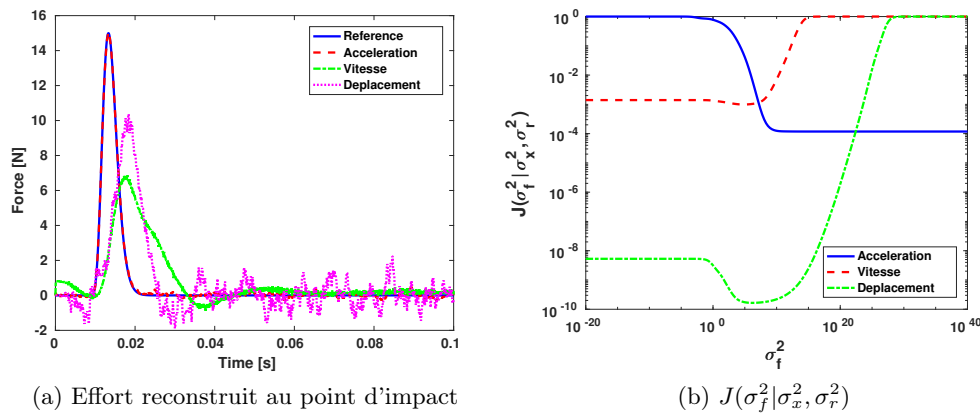 16
14
12
10
8
6
4
2
0
-2
Force [N]
0 0.02 0.04 0.06 0.08 0.1
Time [s]
Reference
Acceleration
Vitesse
Deplacement
(a) Effort reconstruit au point d'impact
10^0
10^-2
10^-4
10^-6
10^-8
10^-10
J(σ_f^2|σ_x^2,σ_r^2)
10^-20 10^0 10^20 10^40
σ_f^2
Acceleration
Vitesse
Deplacement
(b) J(σ_f^2|σ_x^2, σ_r^2)